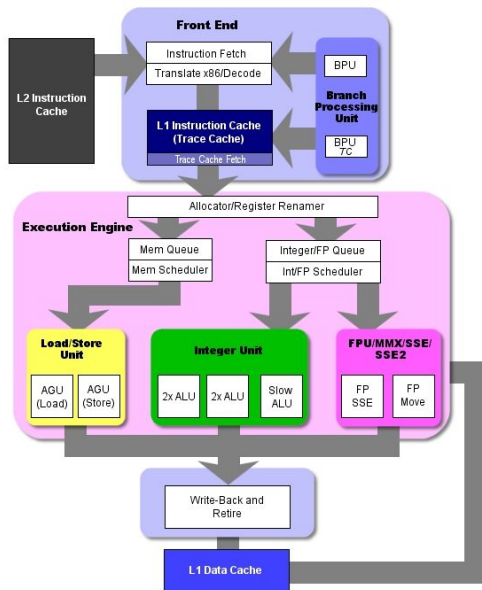 Front End
Instruction Fetch
Translate x86/Decode
BPU
L2 Instruction
Cache
Branch
Processing
Unit
L1 Instruction Cache
(Trace Cache)
Trace Cache Fetch
BPU
TC
Allocator/Register Renamer
Execution Engine
Mem Queue
Mem Scheduler
Integer/FP Queue
Int/FP Scheduler
Load/Store
Unit
AGU
(Load)
AGU
(Store)
Integer Unit
2x ALU
2x ALU
Slow
ALU
FPU/MMX/SSE/
SSE2
FP
SSE
FP
Move
Write-Back and
Retire
L1 Data Cache